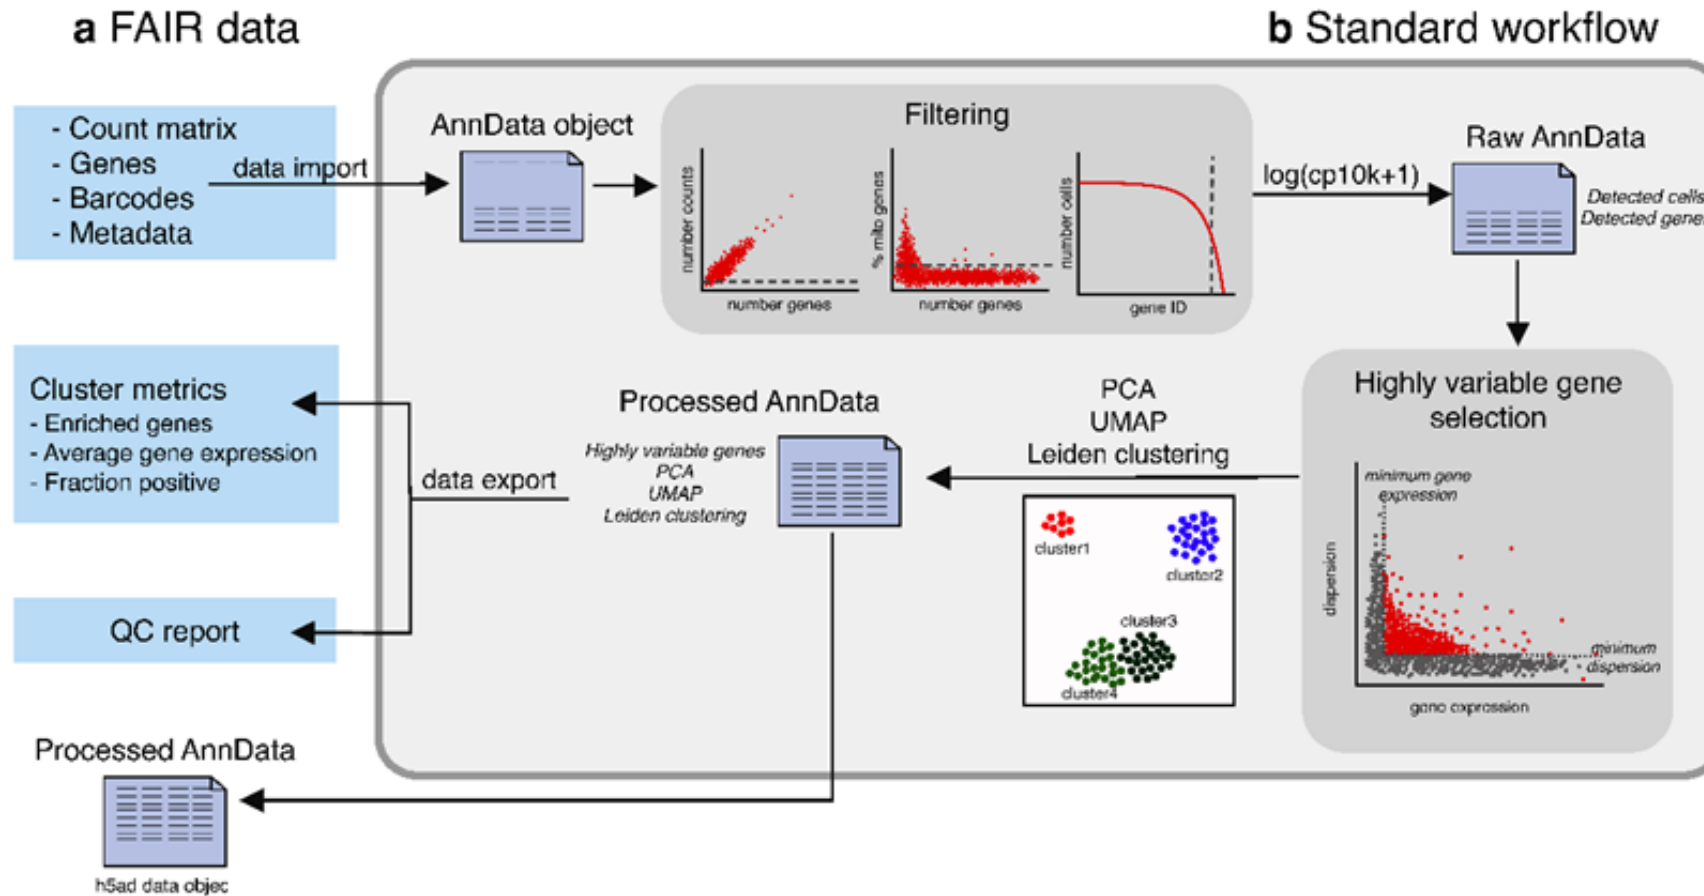 a FAIR data
b Standard workflow
- Count matrix
- Genes
- Barcodes
- Metadata
data import
AnnData object
Filtering
number counts
number genes
% mito genes
number genes
number cells
gene ID
log(cp10k+1)
Raw AnnData
Detected cells
Detected genes
Highly variable gene
selection
minimum gene
expression
dispersion
minimum
dispersion
gene expression
PCA
UMAP
Leiden clustering
cluster1
cluster2
cluster3
cluster4
Processed AnnData
Highly variable genes
PCA
UMAP
Leiden clustering
data export
Cluster metrics
- Enriched genes
- Average gene expression
- Fraction positive
QC report
Processed AnnData
h5ad data objec